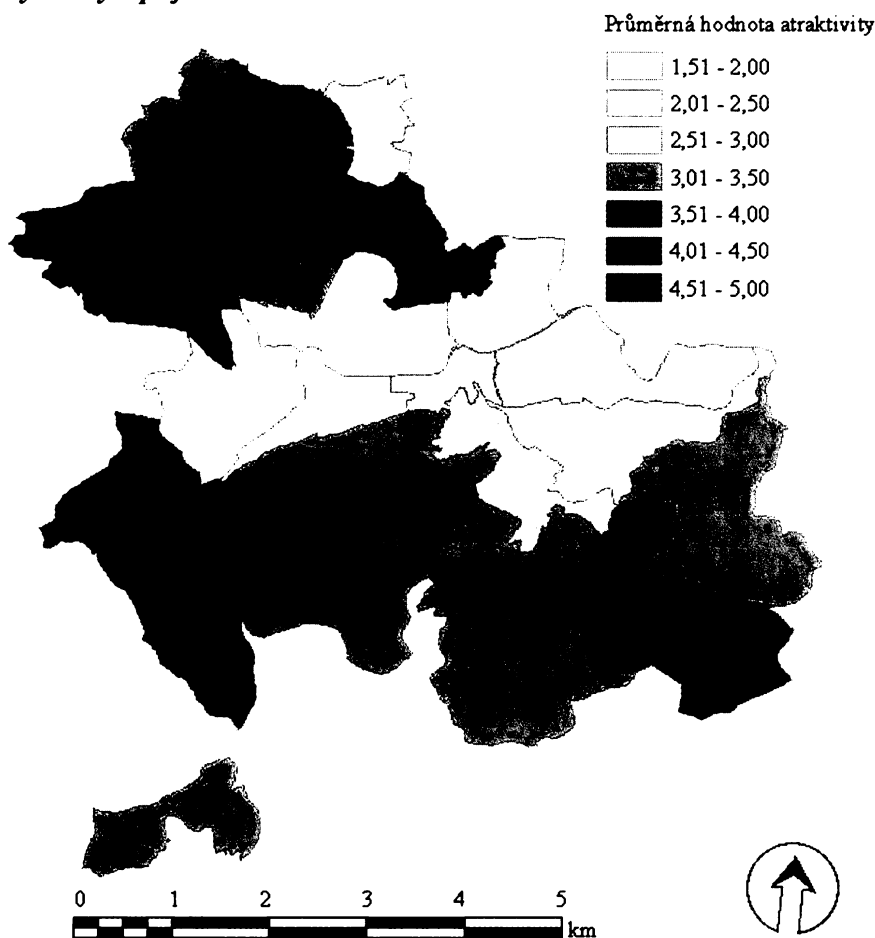 Průměrná hodnota atraktivity
1,51 - 2,00
2,01 - 2,50
2,51 - 3,00
3,01 - 3,50
3,51 - 4,00
4,01 - 4,50
4,51 - 5,00
0 1 2 3 4 5
km